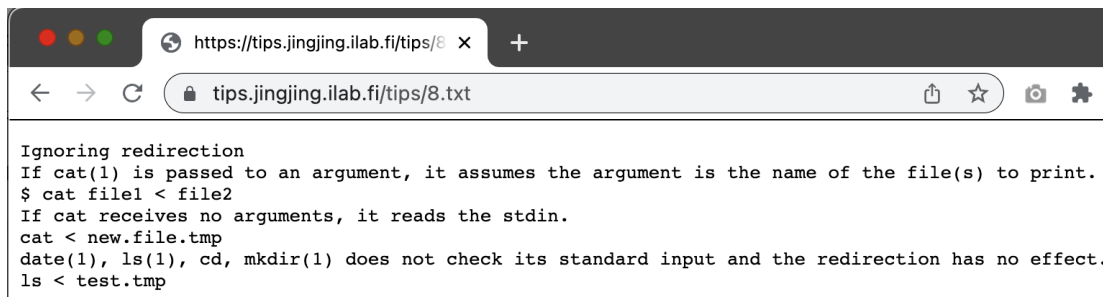 https://tips.jingjing.ilab.fi/tips/8
tips.jingjing.ilab.fi/tips/8.txt
Ignoring redirection
If cat(1) is passed to an argument, it assumes the argument is the name of the file(s) to print.
$ cat file1 < file2
If cat receives no arguments, it reads the stdin.
cat < new.file.tmp
date(1), ls(1), cd, mkdir(1) does not check its standard input and the redirection has no effect.
ls < test.tmp